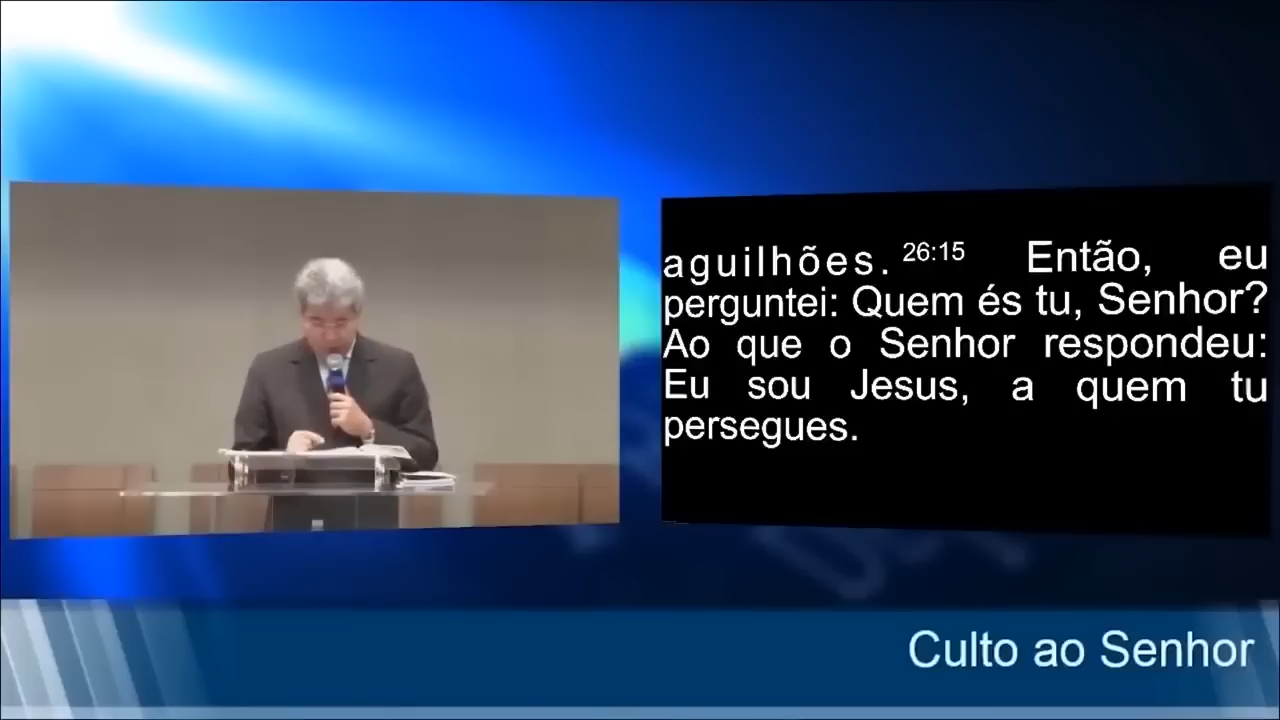 aguilhões. 26:15 Então, eu
perguntei: Quem és tu, Senhor?
Ao que o Senhor respondeu:
Eu sou Jesus, a quem tu
persegues.
Culto ao Senhor